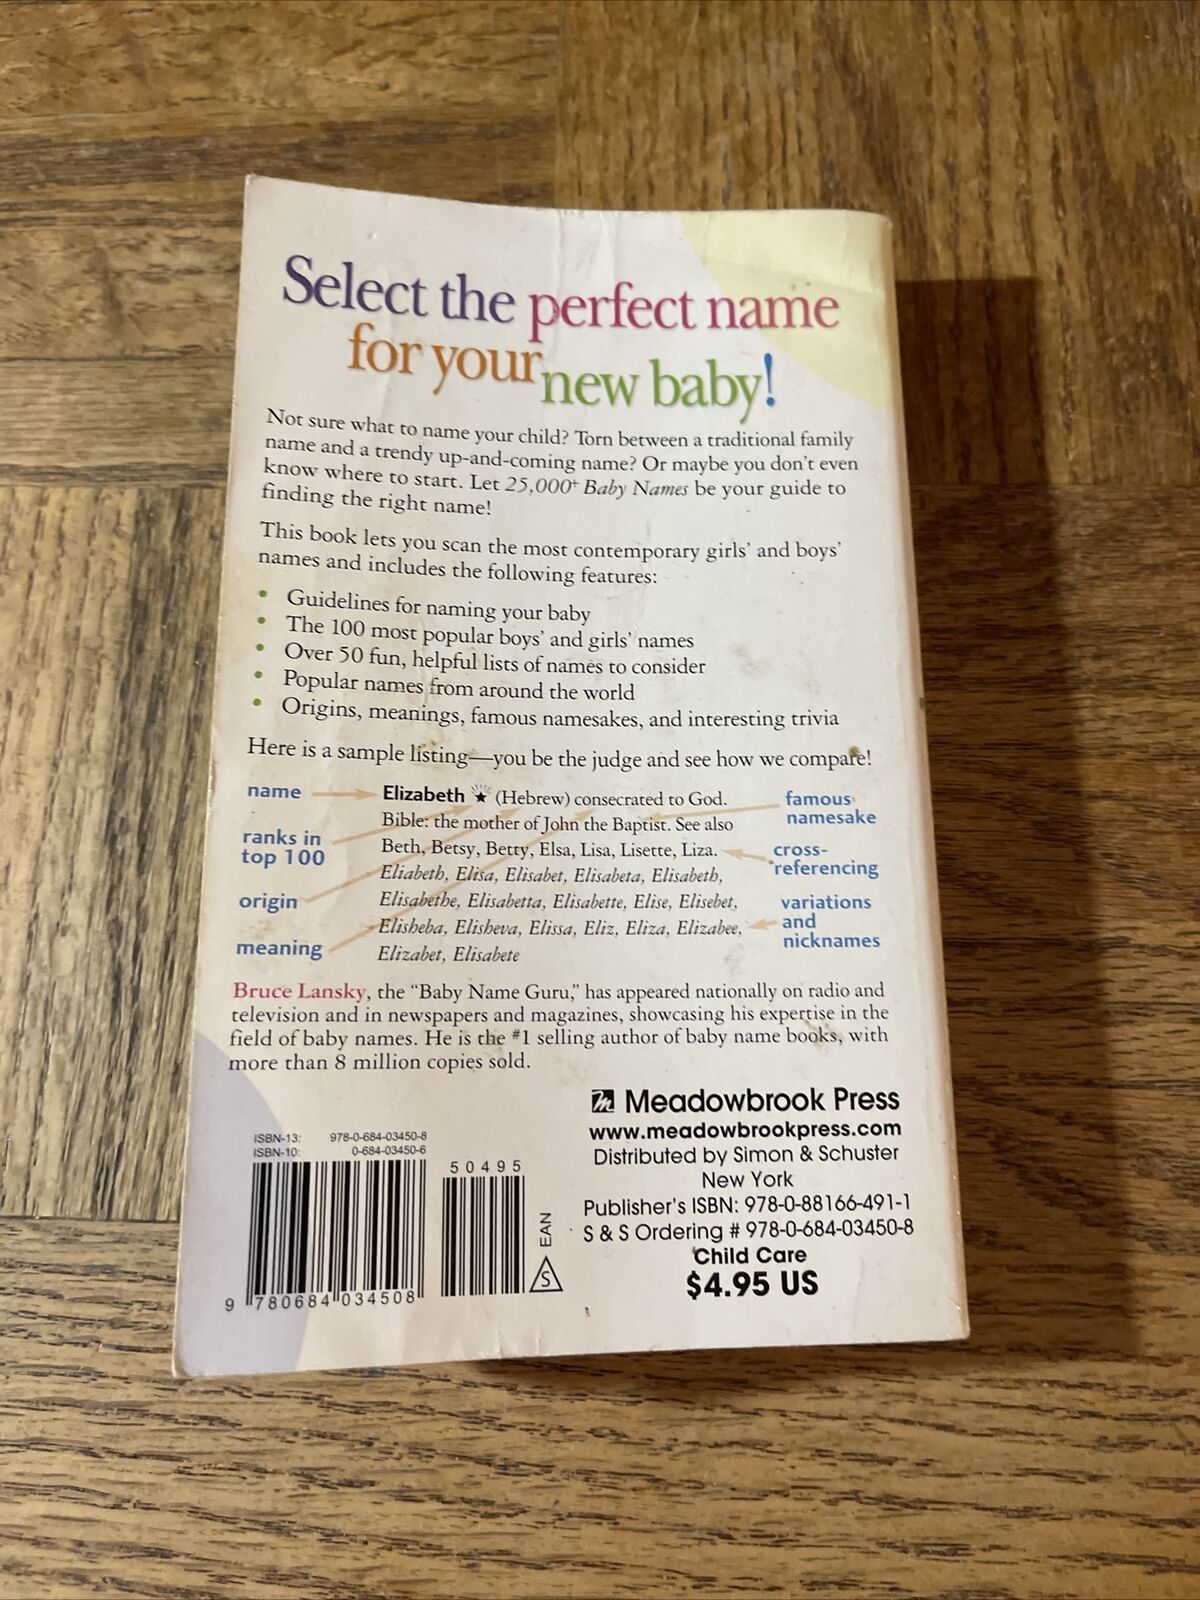 Select the perfect name
for your new baby!
Not sure what to name your child? Torn between a traditional family
name and a trendy up-and-coming name? Or maybe you don't even
know where to start. Let 25,000+ Baby Names be your guide to
finding the right name!
This book lets you scan the most contemporary girls' and boys'
names and includes the following features:
• Guidelines for naming your baby
• The 100 most popular boys' and girls' names
• Over 50 fun, helpful lists of names to consider
• Popular names from around the world
• Origins, meanings, famous namesakes, and interesting trivia
Here is a sample listing—you be the judge and see how we compare!
name
ranks in
top 100
origin
meaning
Elizabeth ★ (Hebrew) consecrated to God.
Bible: the mother of John the Baptist. See also
Beth, Betsy, Betty, Elsa, Lisa, Lisette, Liza.
Eliabeth, Elisa, Elisabet, Elisabeta, Elisabeth,
Elisabethe, Elisabetta, Elisabette, Elise, Elisebet,
Elisheba, Elisheva, Elissa, Eliz, Eliza, Elizabee,
Elizabet, Elisabete
famous
namesake
cross-
referencing
variations
and
nicknames
Bruce Lansky, the "Baby Name Guru," has appeared nationally on radio and
television and in newspapers and magazines, showcasing his expertise in the
field of baby names. He is the #1 selling author of baby name books, with
more than 8 million copies sold.
ISBN-13: 978-0-684-03450-8
ISBN-10: 0-684-03450-6
50495
9 780684 034508
EAN
S
Meadowbrook Press
www.meadowbrookpress.com
Distributed by Simon & Schuster
New York
Publisher's ISBN: 978-0-88166-491-1
S & S Ordering # 978-0-684-03450-8
Child Care
$4.95 US